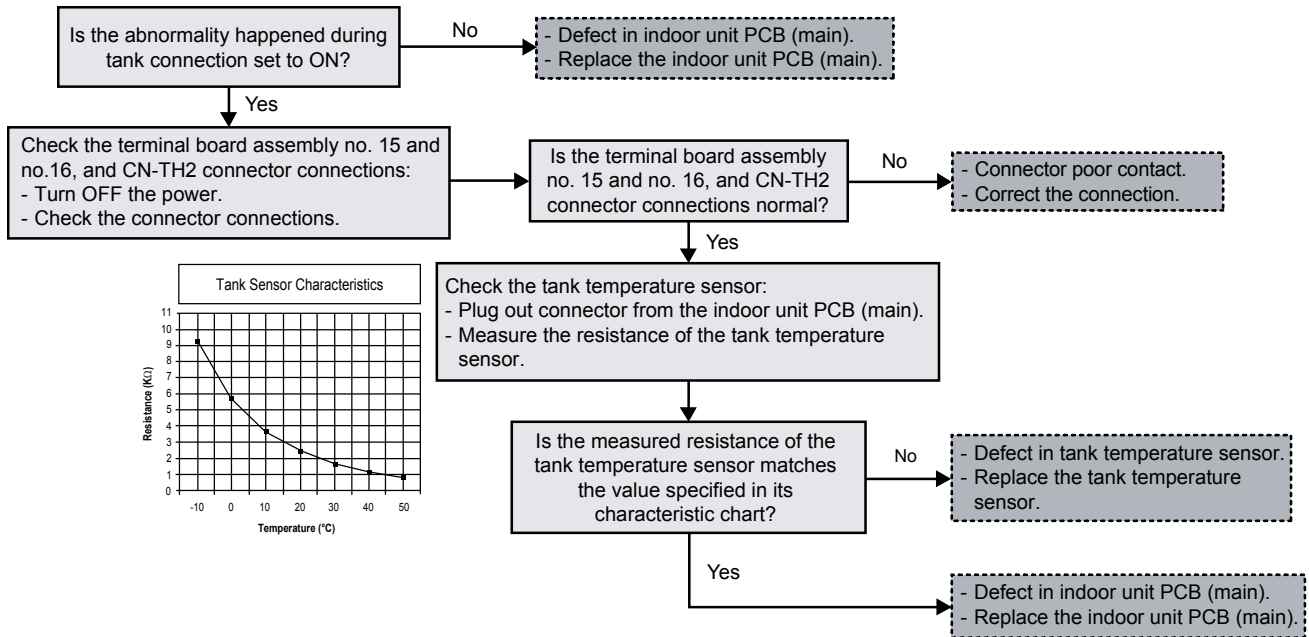 Is the abnormality happened during
tank connection set to ON?
No
- Defect in indoor unit PCB (main).
- Replace the indoor unit PCB (main).
Yes
Check the terminal board assembly no. 15 and
no.16, and CN-TH2 connector connections:
- Turn OFF the power.
- Check the connector connections.
Is the terminal board assembly
no. 15 and no. 16, and CN-TH2
connector connections normal?
No
- Connector poor contact.
- Correct the connection.
Yes
Tank Sensor Characteristics
Resistance (KΩ)
11
10
9
8
7
6
5
4
3
2
1
0
-10 0 10 20 30 40 50
Temperature (°C)
Check the tank temperature sensor:
- Plug out connector from the indoor unit PCB (main).
- Measure the resistance of the tank temperature
sensor.
Is the measured resistance of the
tank temperature sensor matches
the value specified in its
characteristic chart?
No
- Defect in tank temperature sensor.
- Replace the tank temperature
sensor.
Yes
- Defect in indoor unit PCB (main).
- Replace the indoor unit PCB (main).